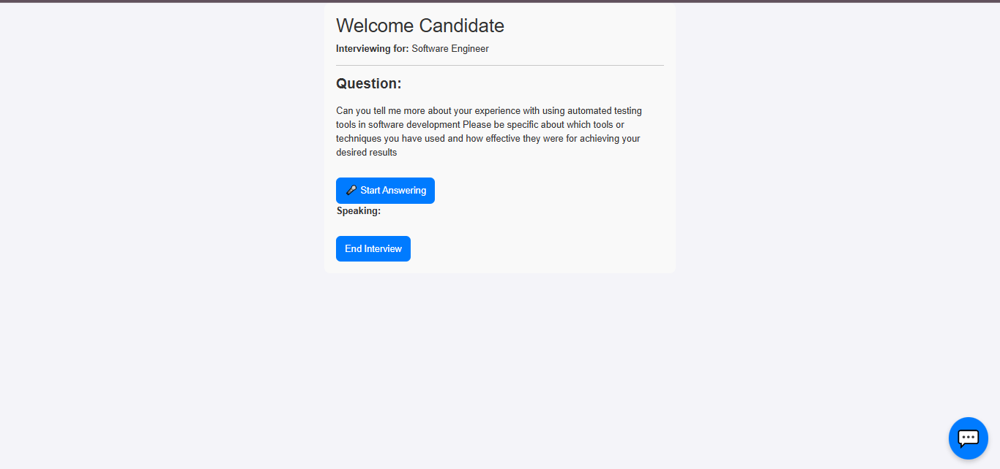 Welcome Candidate
Interviewing for: Software Engineer
Question:
Can you tell me more about your experience with using automated testing
tools in software development Please be specific about which tools or
techniques you have used and how effective they were for achieving your
desired results
🎤 Start Answering
Speaking:
End Interview